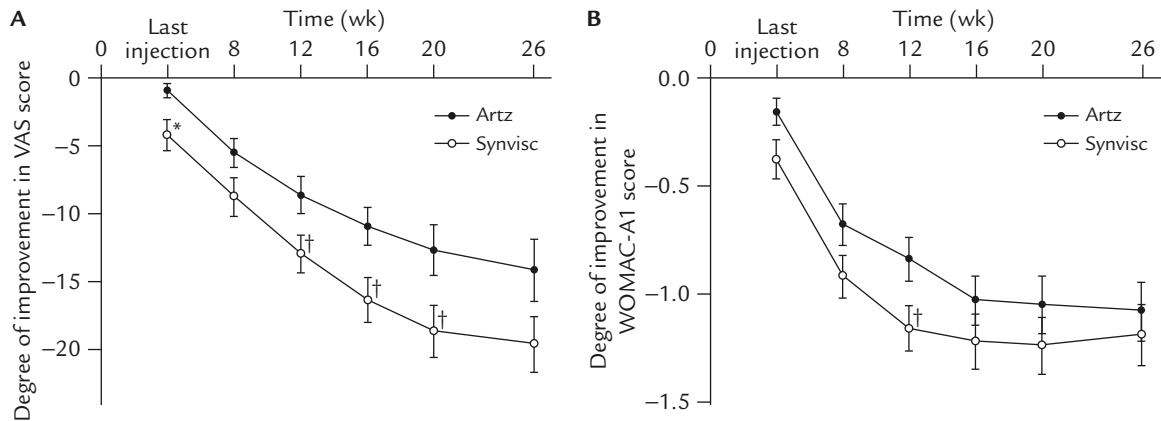 A
Time (wk)
Last
injection
0 8 12 16 20 26
Degree of improvement in VAS score
0
−5
−10
−15
−20
Artz
Synvisc
*
†
†
†
B
Time (wk)
Last
injection
0 8 12 16 20 26
Degree of improvement in
WOMAC-A1 score
0.0
−0.5
−1.0
−1.5
Artz
Synvisc
†